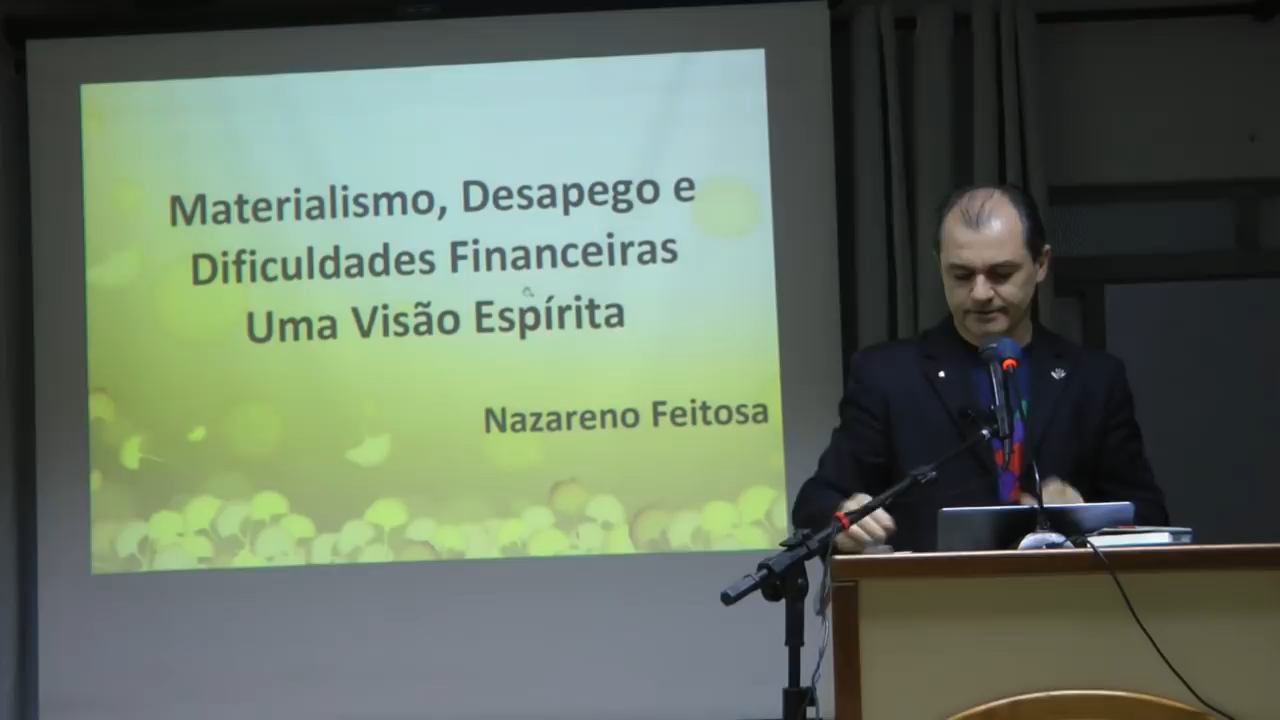 Materialismo, Desapego e
Dificuldades Financeiras
Uma Visão Espírita
Nazareno Feitosa